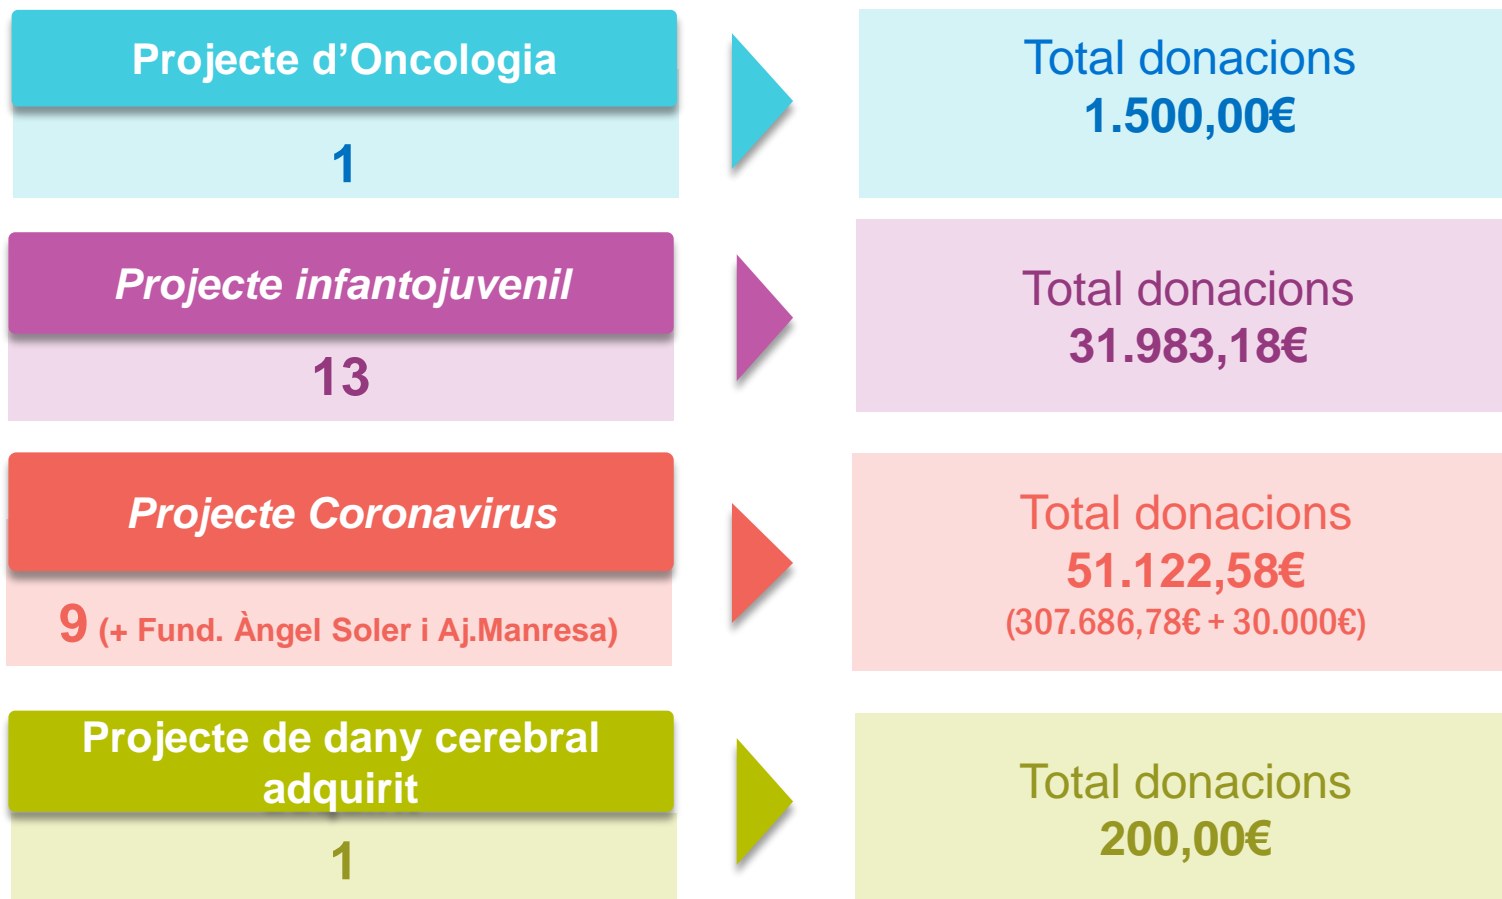 Projecte d’Oncologia
1
Total donacions
1.500,00€
Projecte infantojuvenil
13
Total donacions
31.983,18€
Projecte Coronavirus
9 (+ Fund. Àngel Soler i Aj.Manresa)
Total donacions
51.122,58€
(307.686,78€ + 30.000€)
Projecte de dany cerebral
adquirit
1
Total donacions
200,00€